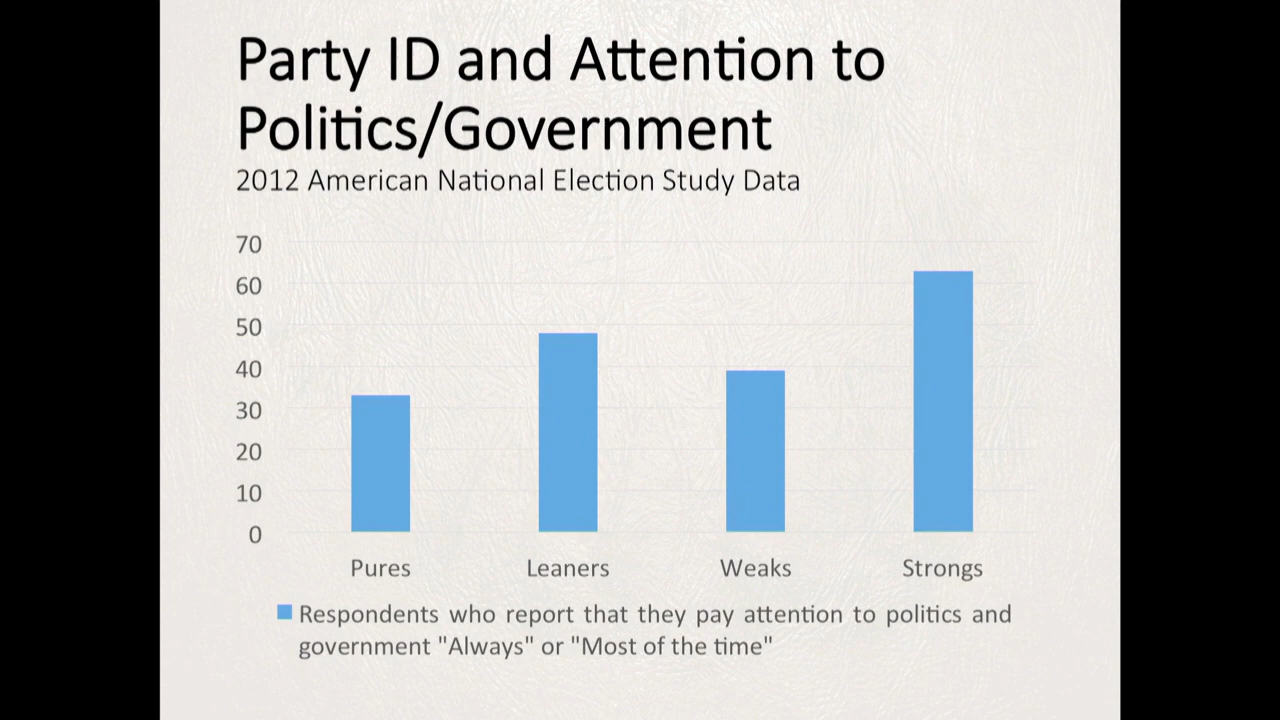 Party ID and Attention to
Politics/Government
2012 American National Election Study Data
70
60
50
40
30
20
10
0
Pures Leaners Weaks Strongs
Respondents who report that they pay attention to politics and
government "Always" or "Most of the time"